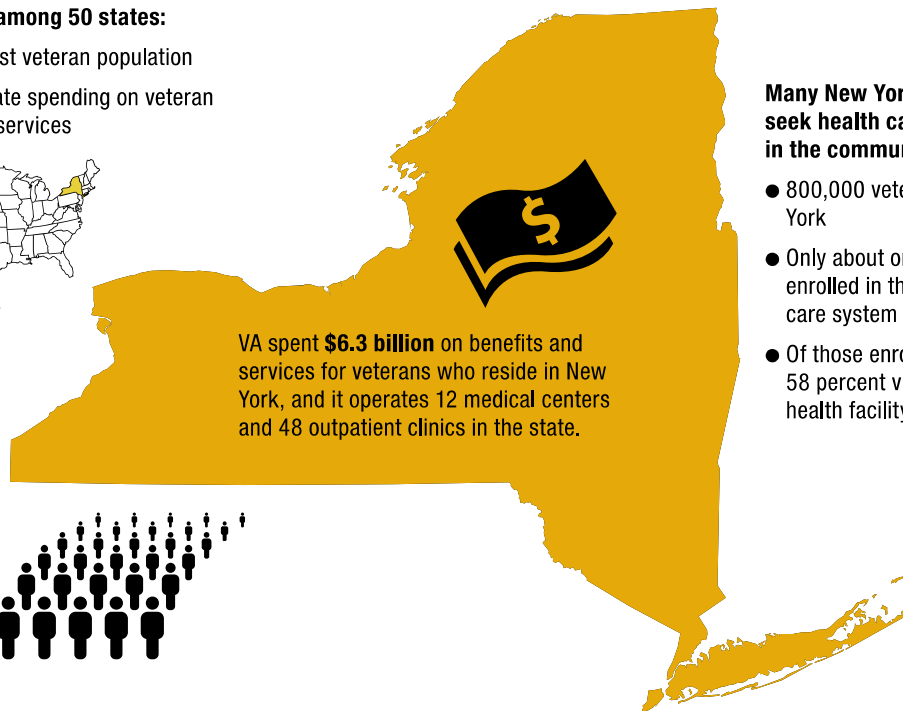 among 50 states:
st veteran population
ate spending on veteran
services
$
VA spent $6.3 billion on benefits and
services for veterans who reside in New
York, and it operates 12 medical centers
and 48 outpatient clinics in the state.
Many New Yor
seek health ca
in the commun
● 800,000 vete
York
● Only about or
enrolled in th
care system
● Of those enro
58 percent v
health facility